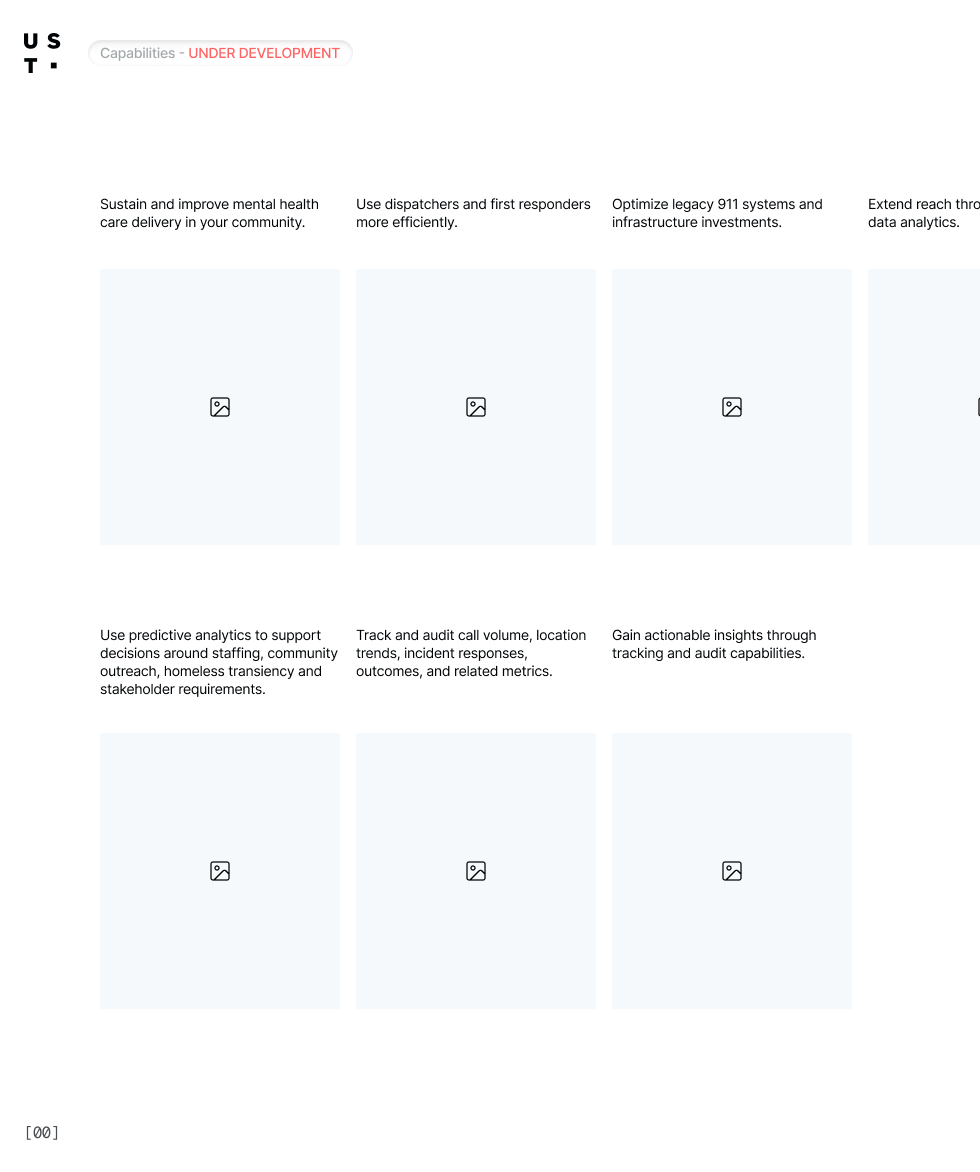 U S
T ▪
Capabilities - UNDER DEVELOPMENT
Sustain and improve mental health
care delivery in your community.
Use dispatchers and first responders
more efficiently.
Optimize legacy 911 systems and
infrastructure investments.
Extend reach
data analytics.
Use predictive analytics to support
decisions around staffing, community
outreach, homeless transiency and
stakeholder requirements.
Track and audit call volume, location
trends, incident responses,
outcomes, and related metrics.
Gain actionable insights through
tracking and audit capabilities.
[00]